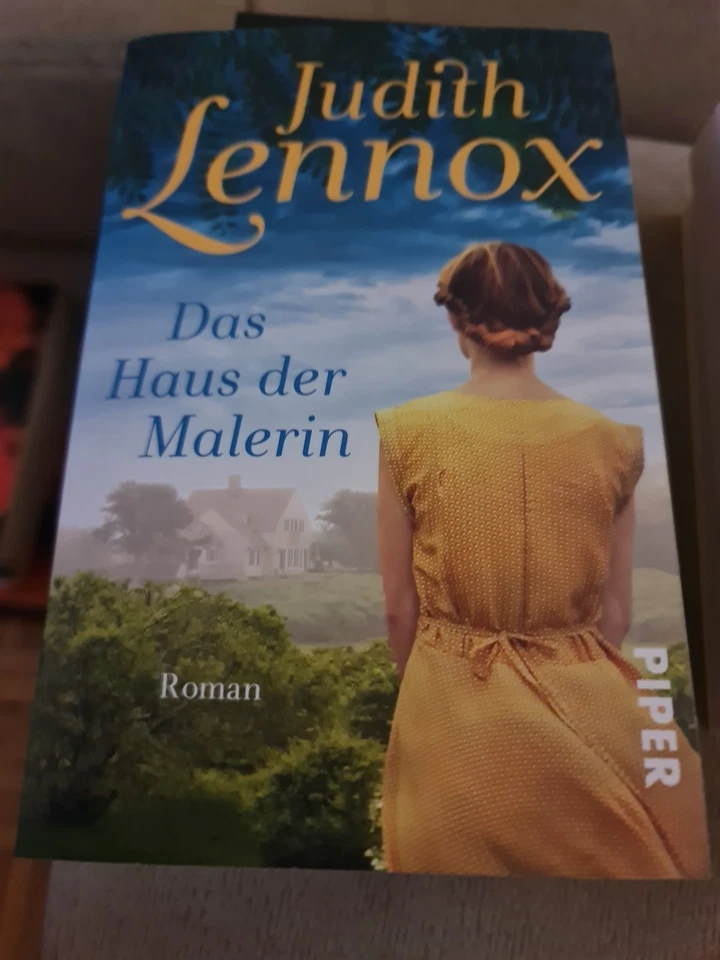 Judith
Lennox
Das
Haus der
Malerin
Roman
PIPER